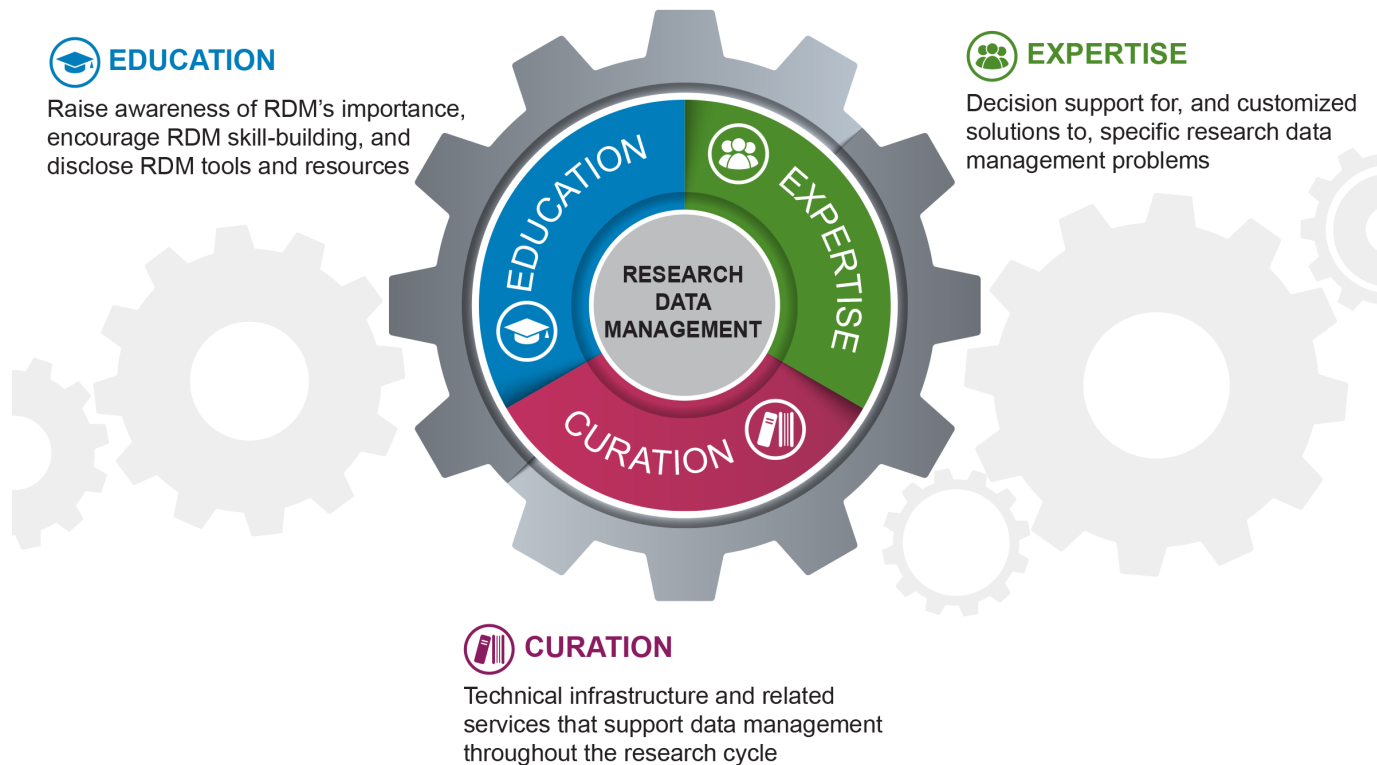 EDUCATION
Raise awareness of RDM's importance,
encourage RDM skill-building, and
disclose RDM tools and resources
EXPERTISE
Decision support for, and customized
solutions to, specific research data
management problems
EDUCATION
EXPERTISE
RESEARCH
DATA
MANAGEMENT
CURATION
CURATION
Technical infrastructure and related
services that support data management
throughout the research cycle